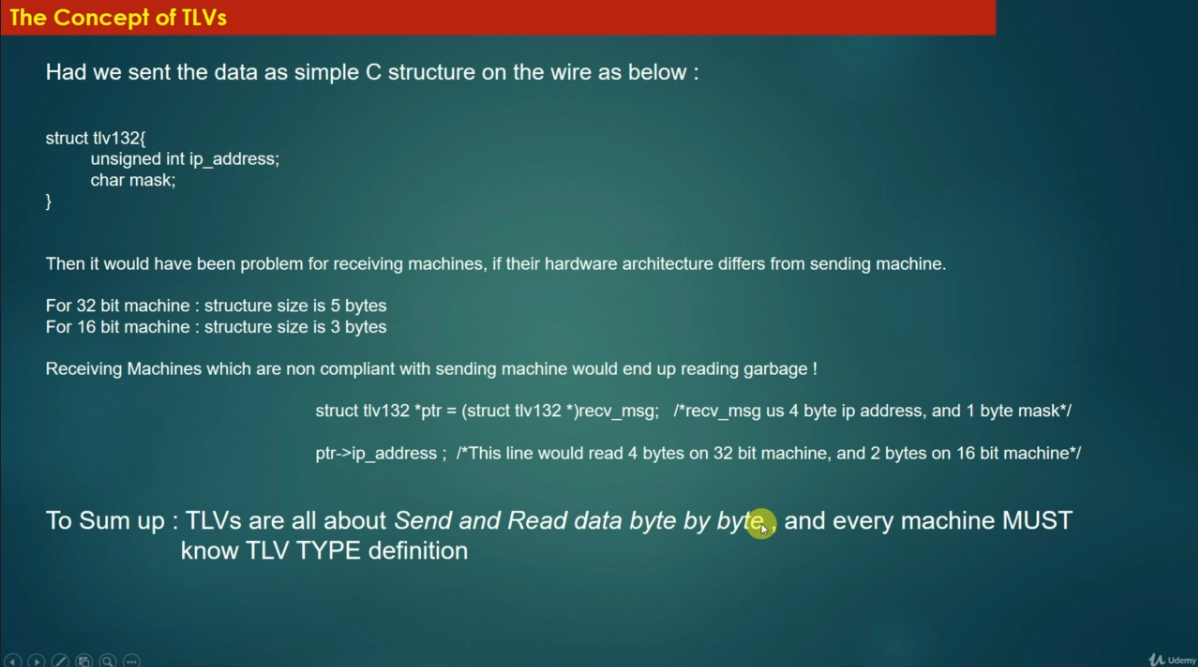 The Concept of TLVs
Had we sent the data as simple C structure on the wire as below :
struct tlv132{
unsigned int ip_address;
char mask;
}
Then it would have been problem for receiving machines, if their hardware architecture differs from sending machine.
For 32 bit machine : structure size is 5 bytes
For 16 bit machine : structure size is 3 bytes
Receiving Machines which are non compliant with sending machine would end up reading garbage !
struct tlv132 *ptr = (struct tlv132 *)recv_msg; /*recv_msg us 4 byte ip address, and 1 byte mask*/
ptr->ip_address ; /*This line would read 4 bytes on 32 bit machine, and 2 bytes on 16 bit machine*/
To Sum up : TLVs are all about Send and Read data byte by byte , and every machine MUST
know TLV TYPE definition
Udemy